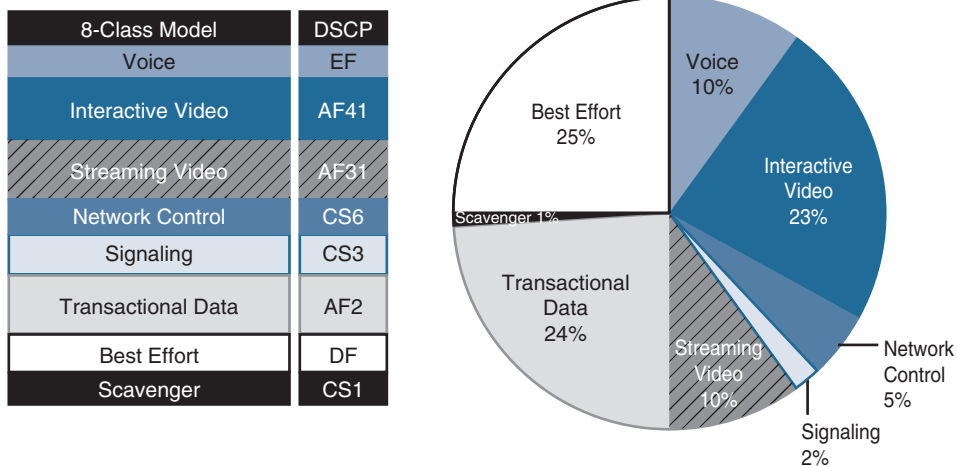 8-Class Model DSCP
Voice EF
Interactive Video AF41
Streaming Video AF31
Network Control CS6
Signaling CS3
Transactional Data AF2
Best Effort DF
Scavenger CS1
Voice
10%
Interactive
Video
23%
Network
Control
5%
Signaling
2%
Streaming
Video
10%
Transactional
Data
24%
Scavenger 1%
Best Effort
25%